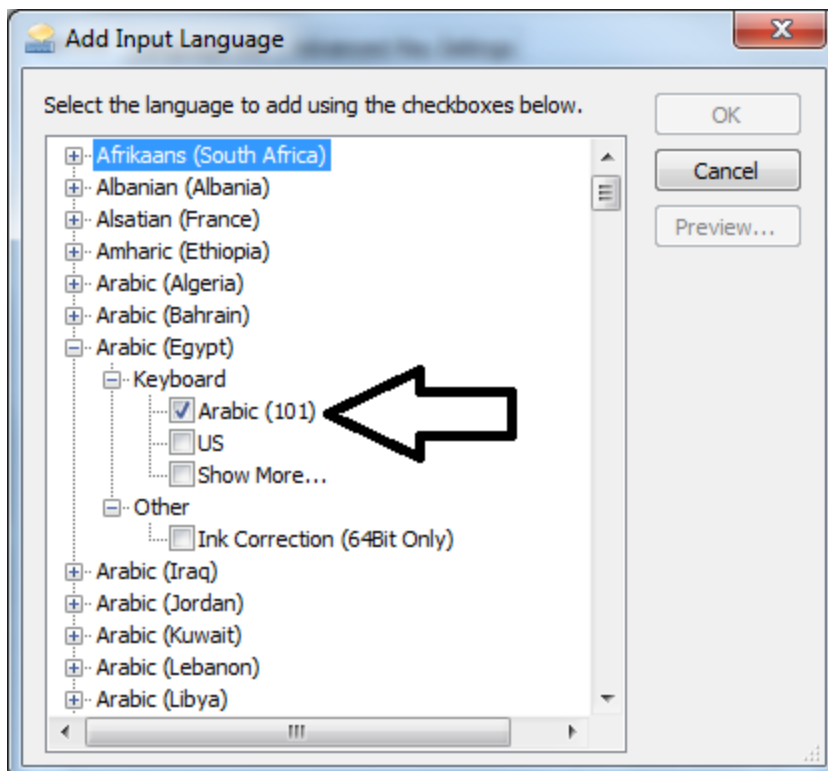 Add Input Language
Select the language to add using the checkboxes below.
OK
Afrikaans (South Africa)
Cancel
Albanian (Albania)
Alsatian (France)
Preview...
Amharic (Ethiopia)
Arabic (Algeria)
Arabic (Bahrain)
Arabic (Egypt)
Keyboard
Arabic (101)
US
Show More...
Other
Ink Correction (64Bit Only)
Arabic (Iraq)
Arabic (Jordan)
Arabic (Kuwait)
Arabic (Lebanon)
Arabic (Libya)